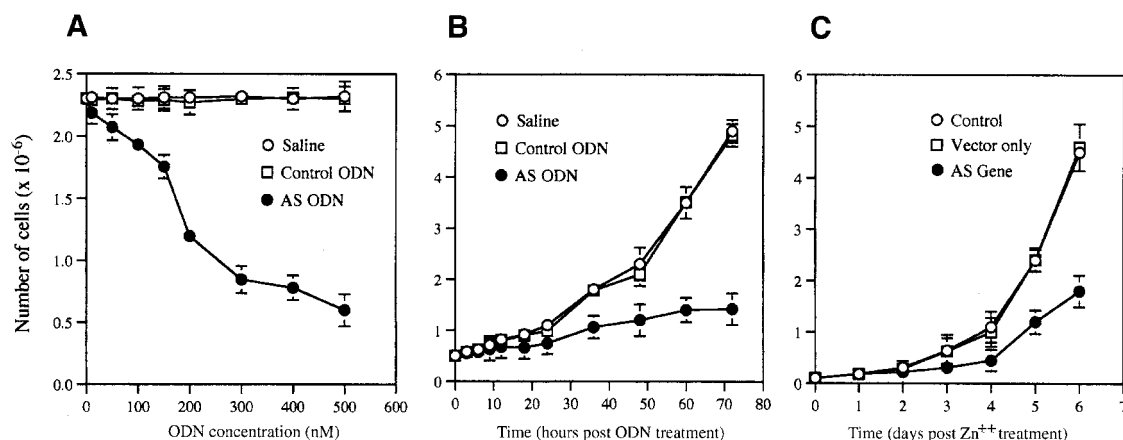 A
B
C
Number of cells (x 10⁻⁶)
2.5
2.0
1.5
1.0
0.5
0.0
0 100 200 300 400 500 600
ODN concentration (nM)
Saline
Control ODN
AS ODN
6
5
4
3
2
1
0
0 10 20 30 40 50 60 70 80
Time (hours post ODN treatment)
Saline
Control ODN
AS ODN
6
5
4
3
2
1
0
0 1 2 3 4 5 6 7
Time (days post Zn⁺⁺ treatment)
Control
Vector only
AS Gene